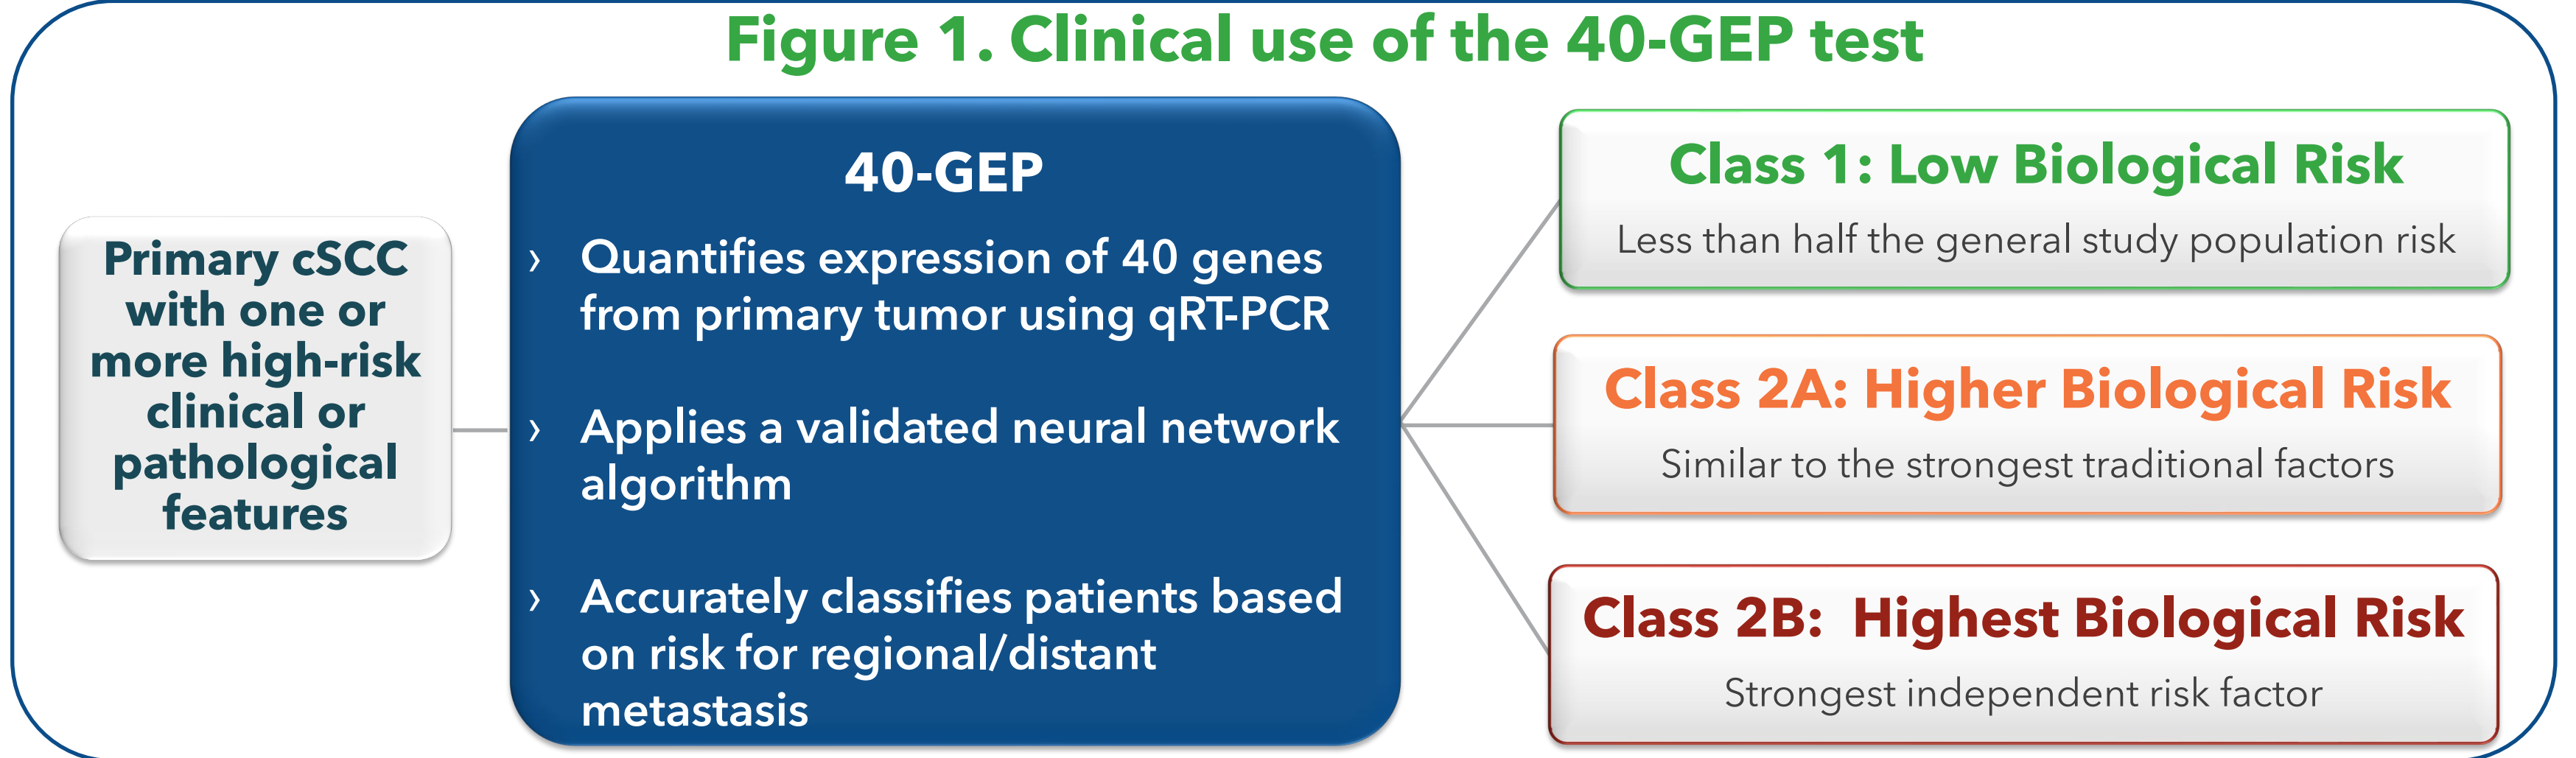 Figure 1. Clinical use of the 40-GEP test
Primary cSCC
with one or
more high-risk
clinical or
pathological
features
40-GEP
› Quantifies expression of 40 genes
from primary tumor using qRT-PCR
› Applies a validated neural network
algorithm
› Accurately classifies patients based
on risk for regional/distant
metastasis
Class 1: Low Biological Risk
Less than half the general study population risk
Class 2A: Higher Biological Risk
Similar to the strongest traditional factors
Class 2B: Highest Biological Risk
Strongest independent risk factor